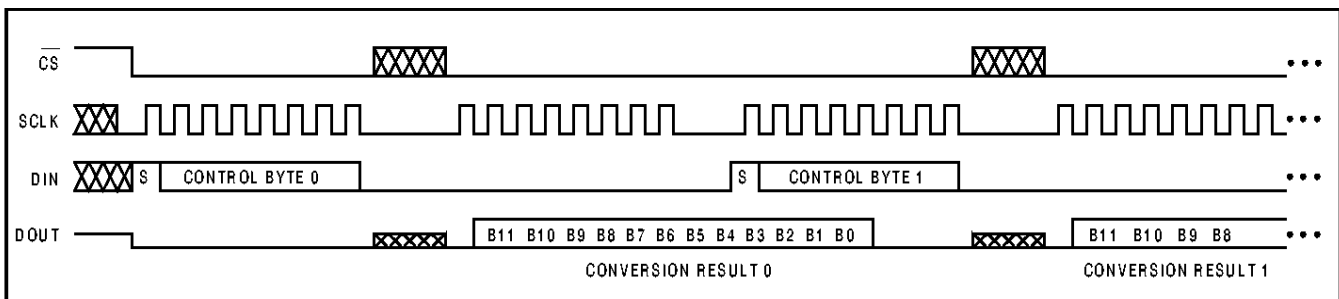 CS
SCLK
DIN S CONTROL BYTE 0 S CONTROL BYTE 1
DOUT B11 B10 B9 B8 B7 B6 B5 B4 B3 B2 B1 B0 B11 B10 B9 B8
CONVERSION RESULT 0 CONVERSION RESULT 1